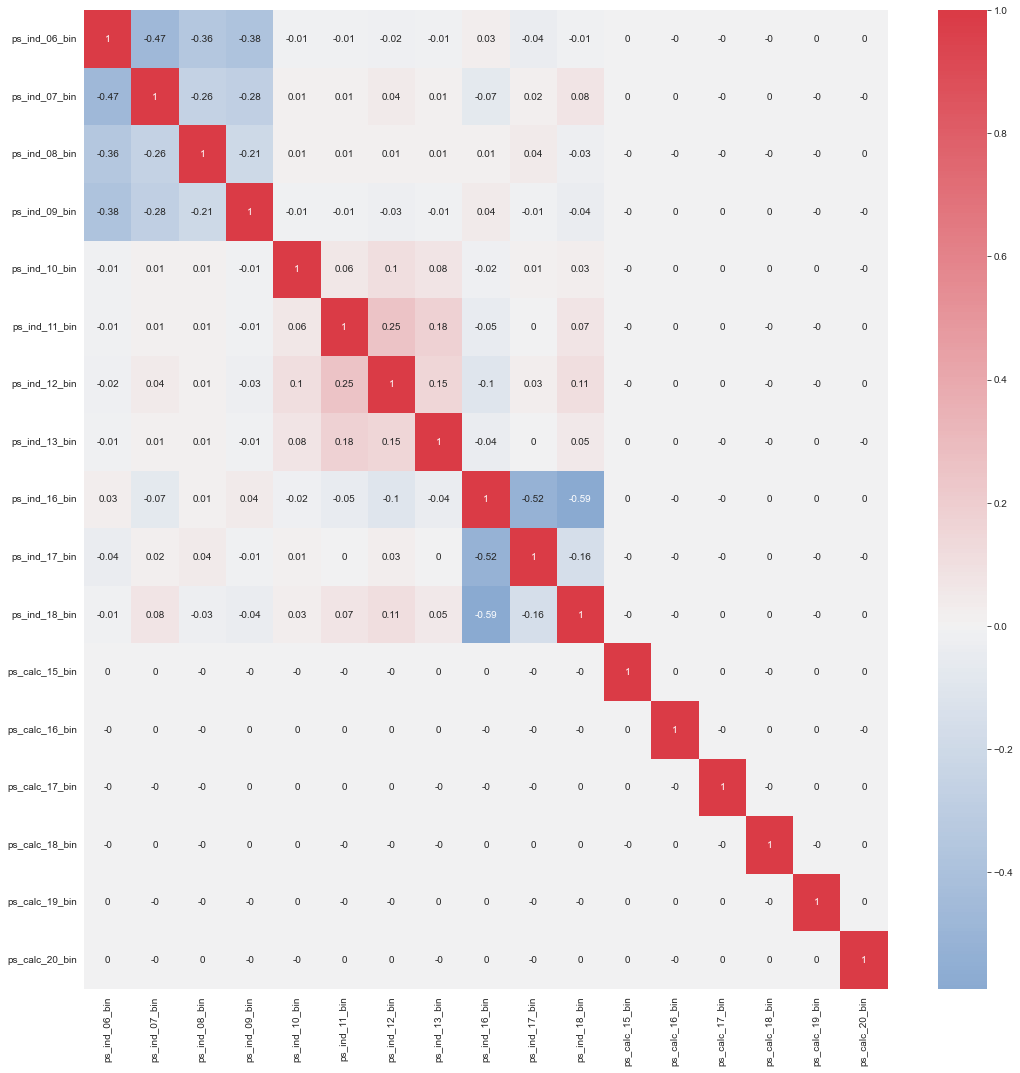 ps_ind_06_bin 1 -0.47 -0.36 -0.38 -0.01 -0.01 -0.02 -0.01 0.03 -0.04 -0.01 0 -0 -0 -0 0 0
ps_ind_07_bin -0.47 1 -0.26 -0.28 0.01 0.01 0.04 0.01 -0.07 0.02 0.08 0 0 -0 0 -0 -0
ps_ind_08_bin -0.36 -0.26 1 -0.21 0.01 0.01 0.01 0.01 0.01 0.04 -0.03 -0 -0 0 -0 -0 0
ps_ind_09_bin -0.38 -0.28 -0.21 1 -0.01 -0.01 -0.03 -0.01 0.04 -0.01 -0.04 -0 0 0 0 -0 -0
ps_ind_10_bin -0.01 0.01 0.01 -0.01 1 0.06 0.1 0.08 -0.02 0.01 0.03 -0 0 -0 0 0 -0
ps_ind_11_bin -0.01 0.01 0.01 -0.01 0.06 1 0.25 0.18 -0.05 0 0.07 -0 0 0 -0 -0 0
ps_ind_12_bin -0.02 0.04 0.01 -0.03 0.1 0.25 1 0.15 -0.1 0.03 0.11 -0 0 0 -0 0 -0
ps_ind_13_bin -0.01 0.01 0.01 -0.01 0.08 0.18 0.15 1 -0.04 0 0.05 -0 0 -0 0 0 -0
ps_ind_16_bin 0.03 -0.07 0.01 0.04 -0.02 -0.05 -0.1 -0.04 1 -0.52 -0.59 0 -0 -0 0 0 0
ps_ind_17_bin -0.04 0.02 0.04 -0.01 0.01 0 0.03 0 -0.52 1 -0.16 -0 -0 0 0 -0 -0
ps_ind_18_bin -0.01 0.08 -0.03 -0.04 0.03 0.07 0.11 0.05 -0.59 -0.16 1 -0 -0 0 -0 -0 0
ps_calc_15_bin 0 0 -0 -0 -0 -0 -0 -0 0 -0 -0 1 0 0 -0 0 0
ps_calc_16_bin -0 0 -0 0 0 0 0 0 -0 -0 -0 0 1 -0 0 0 -0
ps_calc_17_bin -0 -0 0 0 -0 0 0 -0 -0 0 0 0 -0 1 -0 0 0
ps_calc_18_bin -0 0 -0 0 0 -0 -0 0 0 0 -0 -0 0 -0 1 -0 0
ps_calc_19_bin 0 -0 -0 -0 0 -0 0 0 0 -0 -0 0 0 0 -0 1 0
ps_calc_20_bin 0 -0 0 -0 -0 0 -0 -0 0 -0 0 0 -0 0 0 0 1
ps_ind_06_bin
ps_ind_07_bin
ps_ind_08_bin
ps_ind_09_bin
ps_ind_10_bin
ps_ind_11_bin
ps_ind_12_bin
ps_ind_13_bin
ps_ind_16_bin
ps_ind_17_bin
ps_ind_18_bin
ps_calc_15_bin
ps_calc_16_bin
ps_calc_17_bin
ps_calc_18_bin
ps_calc_19_bin
ps_calc_20_bin
1.0
0.8
0.6
0.4
0.2
0.0
-0.2
-0.4